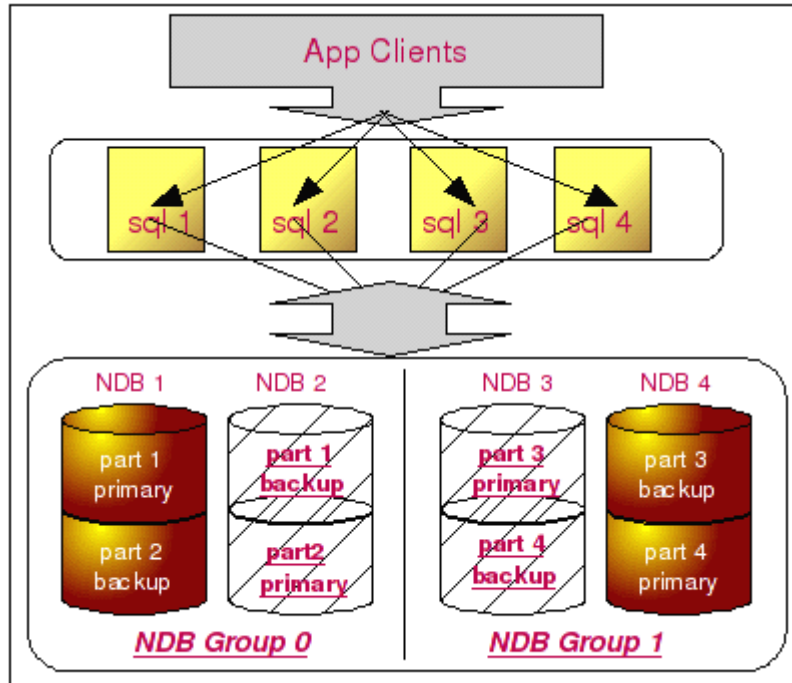 App Clients
sql 1
sql 2
sql 3
sql 4
NDB 1
NDB 2
NDB 3
NDB 4
part 1
primary
part 2
backup
part 1
backup
part2
primary
part 3
primary
part 4
backup
part 3
backup
part 4
primary
NDB Group 0
NDB Group 1